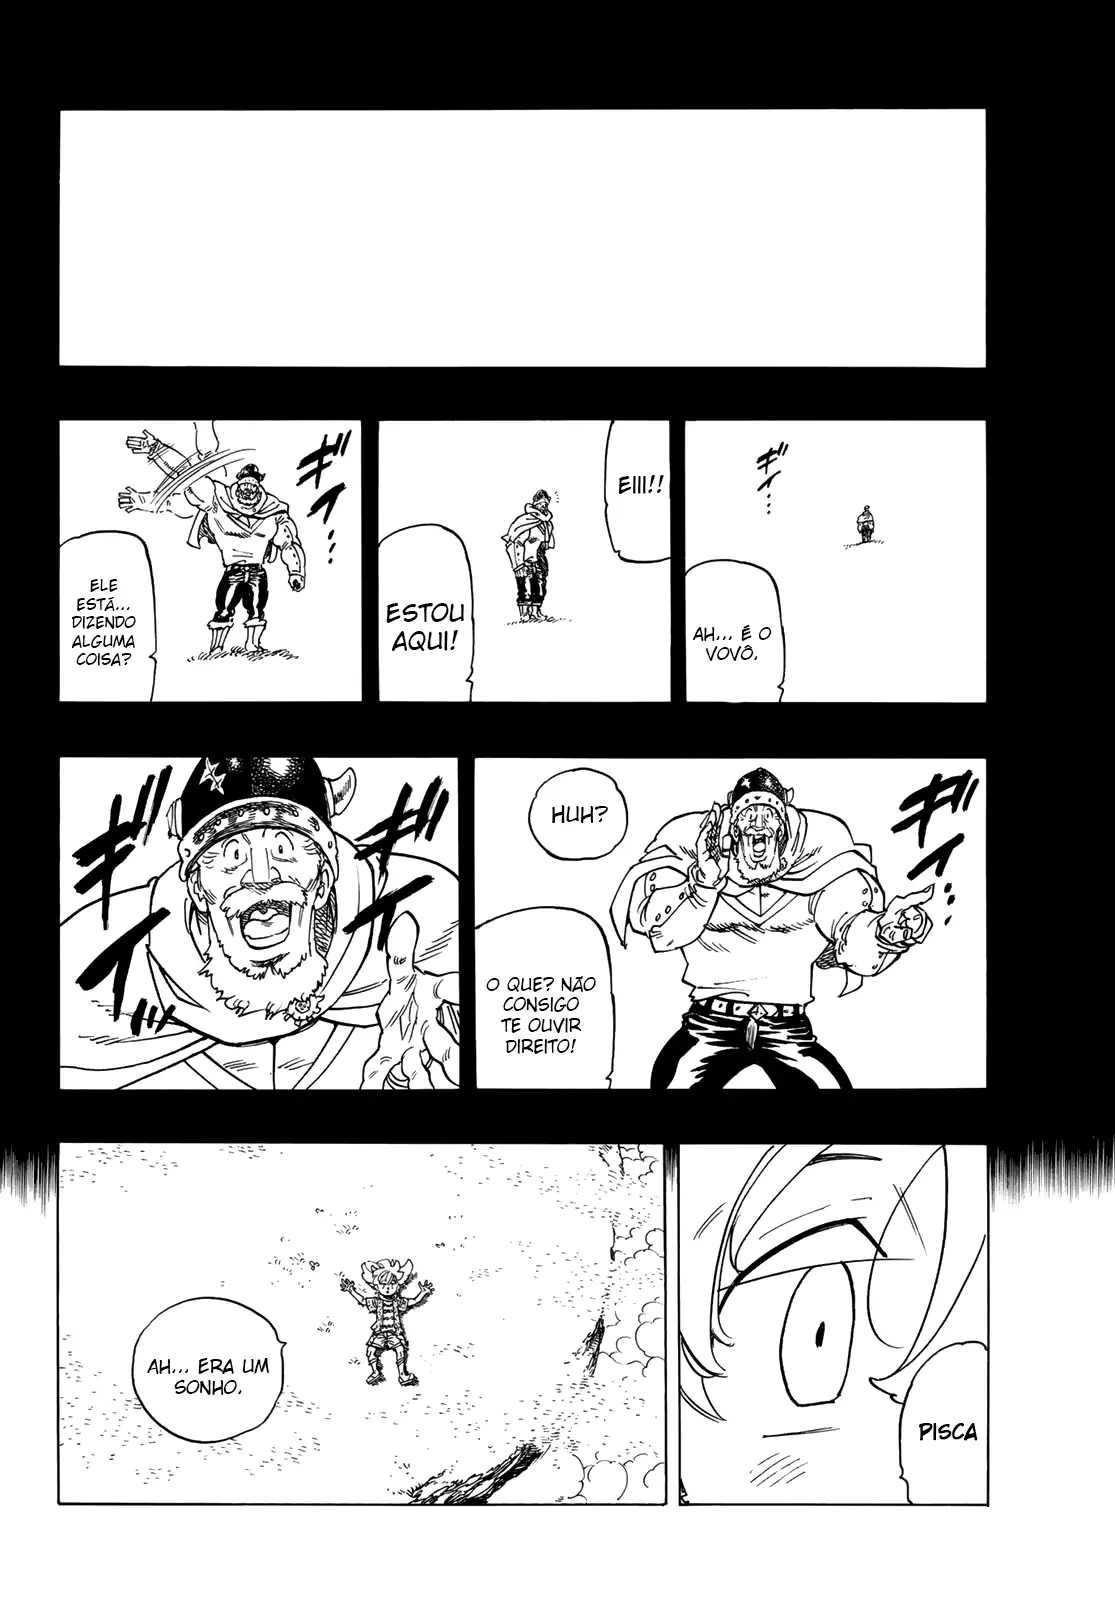 ギ
イ…
AH... É O
VOVÔ.
EIII!!
ESTOU
AQUI!
ギ
イ…
ELE
ESTÁ...
DIZENDO
ALGUMA
COISA?
ギ
イ…
HUH?
O QUE? NÃO
CONSIGO
TE OUVIR
DIREITO!
ギ
イ
ギ
イ
PISCA
AH... ERA UM
SONHO.